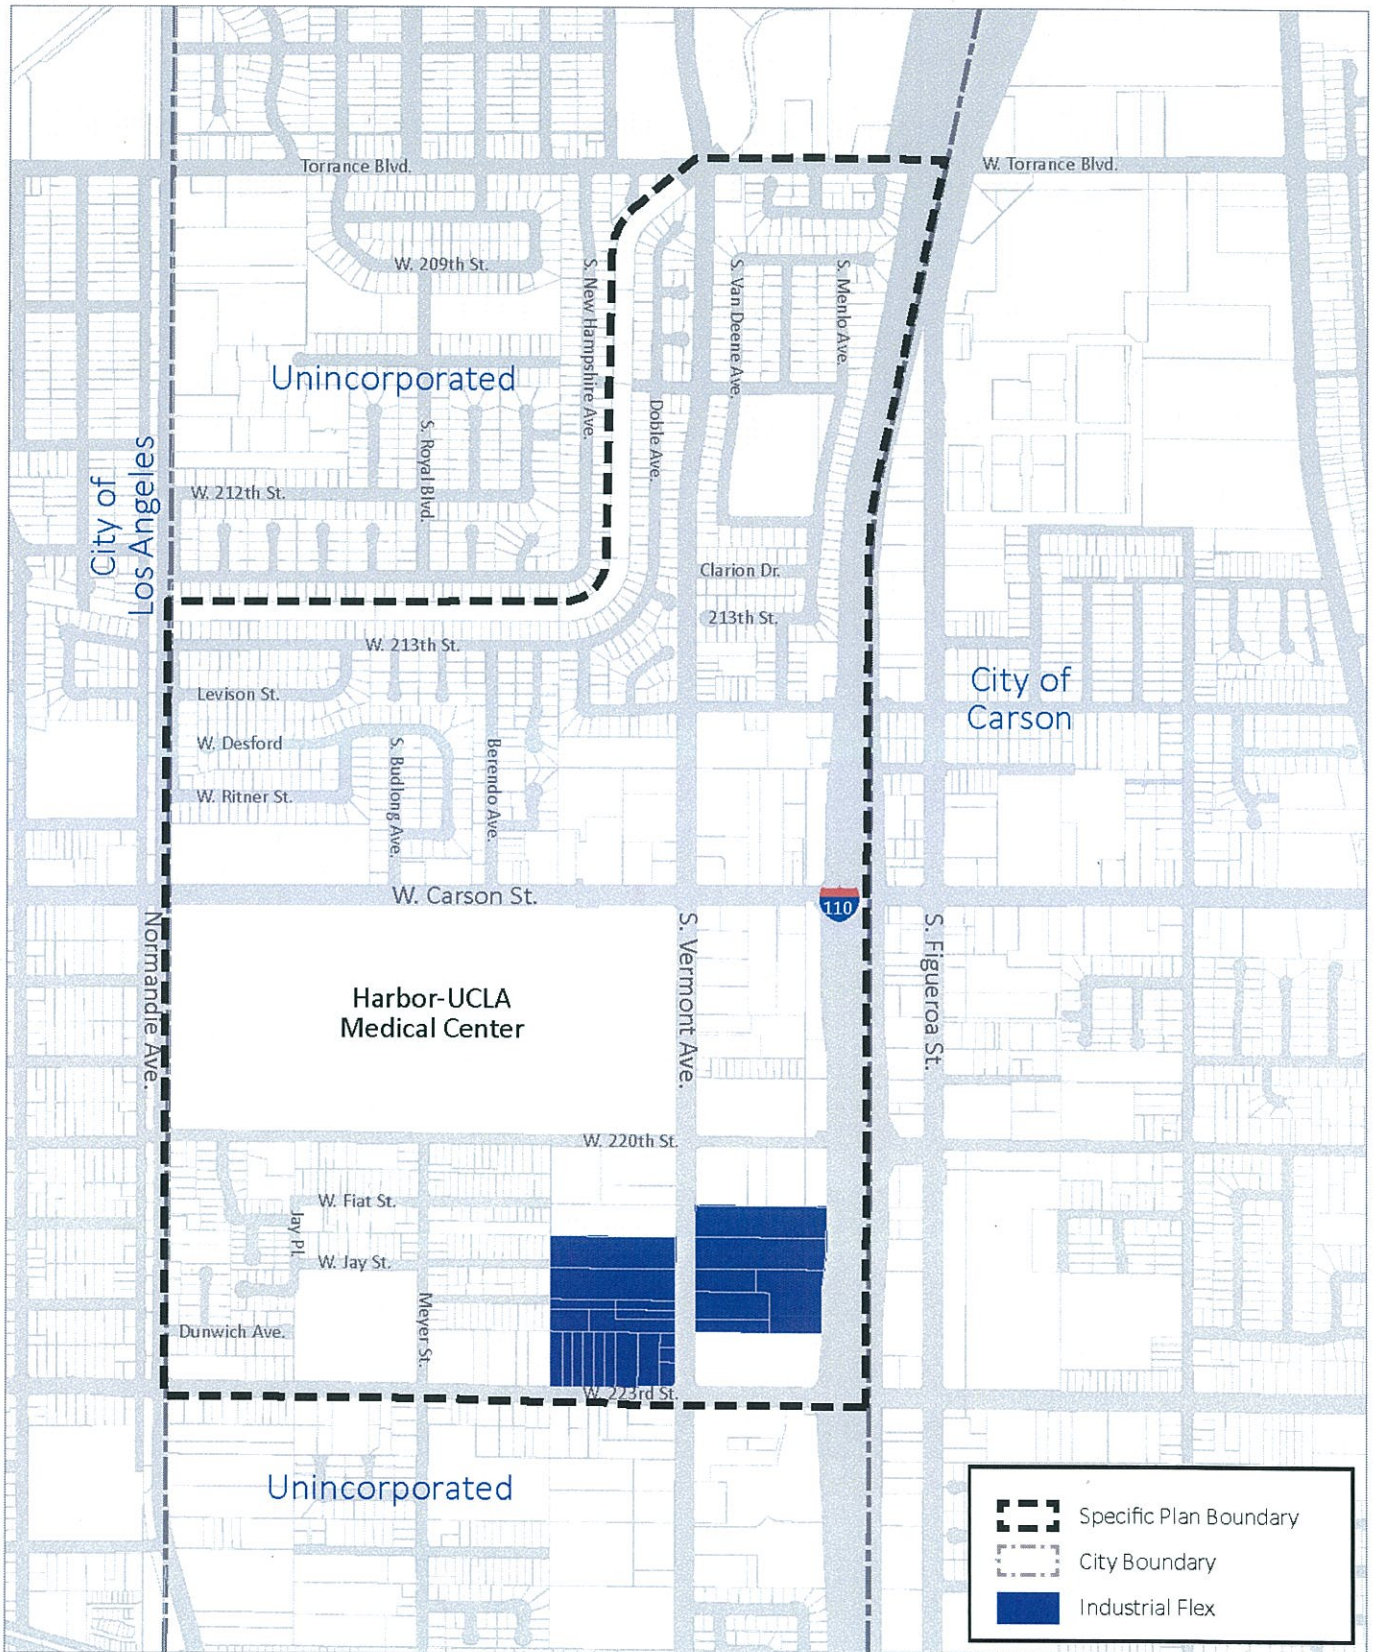 Torrance Blvd.
W. Torrance Blvd.
W. 209th St.
S. New Hampshire Ave.
S. Van Deene Ave.
S. Menlo Ave.
Unincorporated
Doble Ave.
S. Royal Blvd.
City of
Los Angeles
W. 212th St.
Clarion Dr.
213th St.
W. 213th St.
Levison St.
City of
Carson
W. Desford
S. Budlong Ave.
Berendo Ave.
W. Ritner St.
W. Carson St.
110
Normandie Ave.
S. Vermont Ave.
S. Figueroa St.
Harbor-UCLA
Medical Center
W. 220th St.
W. Fiat St.
Jay Pl.
W. Jay St.
Meyer St.
Dunwich Ave.
W. 223rd St.
Unincorporated
Specific Plan Boundary
City Boundary
Industrial Flex